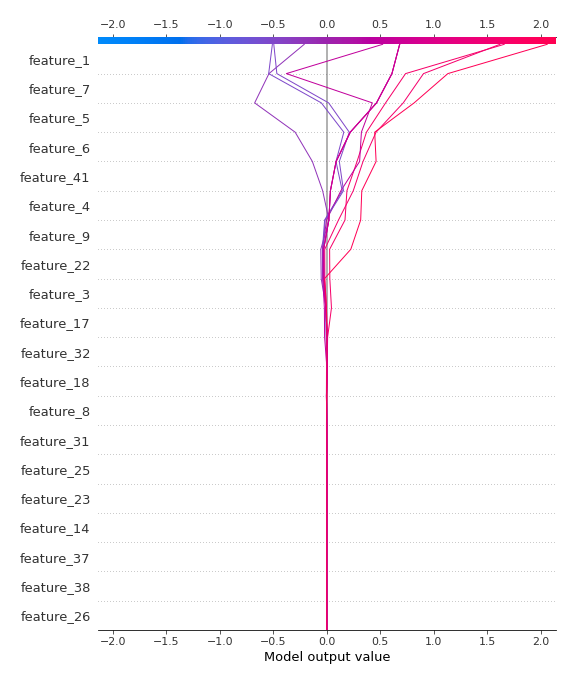 −2.0 −1.5 −1.0 −0.5 0.0 0.5 1.0 1.5 2.0
feature_1
feature_7
feature_5
feature_6
feature_41
feature_4
feature_9
feature_22
feature_3
feature_17
feature_32
feature_18
feature_8
feature_31
feature_25
feature_23
feature_14
feature_37
feature_38
feature_26
−2.0 −1.5 −1.0 −0.5 0.0 0.5 1.0 1.5 2.0
Model output value